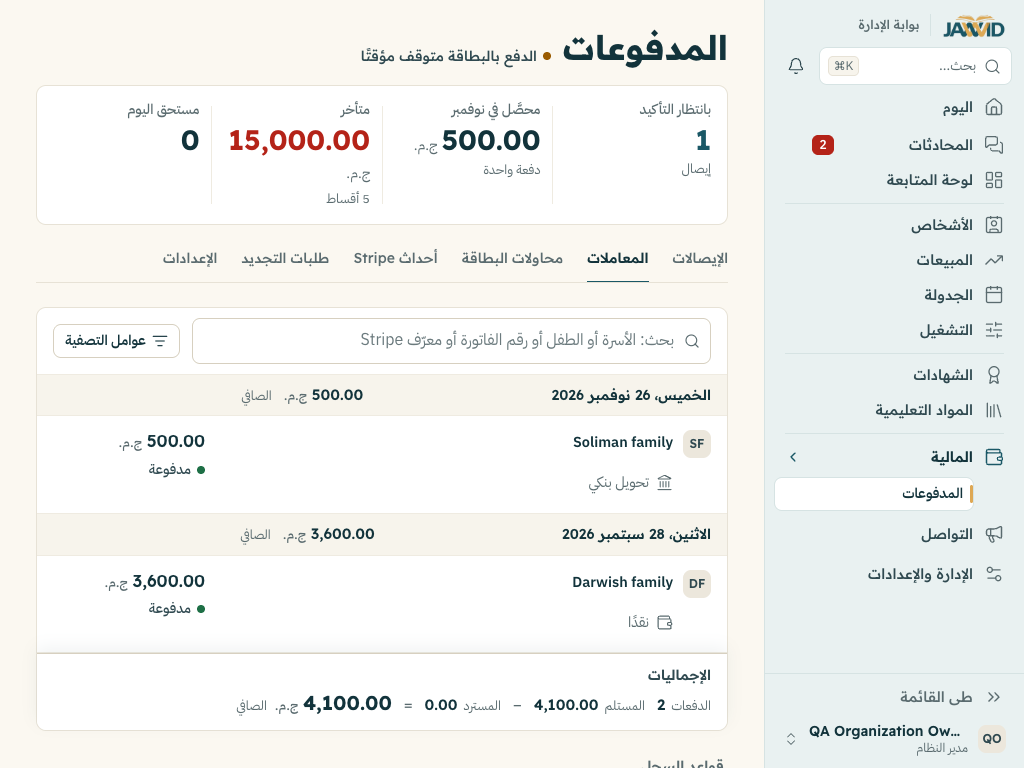 JAWID
بوابة الإدارة
بحث...
⌘K
اليوم
المحادثات
2
لوحة المتابعة
الأشخاص
المبيعات
الجدولة
التشغيل
الشهادات
المواد التعليمية
المالية
المدفوعات
التواصل
الإدارة والإعدادات
طي القائمة
QO
QA Organization Ow...
مدير النظام
المدفوعات
الدفع بالبطاقة متوقف مؤقتًا
بانتظار التأكيد
1
إيصال
محصَّل في نوفمبر
500.00 ج.م.
دفعة واحدة
متأخر
15,000.00
ج.م.
5 أقساط
مستحق اليوم
0
الإيصالات
المعاملات
محاولات البطاقة
أحداث Stripe
طلبات التجديد
الإعدادات
بحث: الأسرة أو الطفل أو رقم الفاتورة أو معرّف Stripe
عوامل التصفية
الخميس، 26 نوفمبر 2026
500.00 ج.م. الصافي
SF
Soliman family
500.00 ج.م.
تحويل بنكي
مدفوعة
الاثنين، 28 سبتمبر 2026
3,600.00 ج.م. الصافي
DF
Darwish family
3,600.00 ج.م.
نقدًا
مدفوعة
الإجماليات
الدفعات 2 المستلم 4,100.00 − المسترد 0.00 = 4,100.00 ج.م. الصافي
قواعد السجل